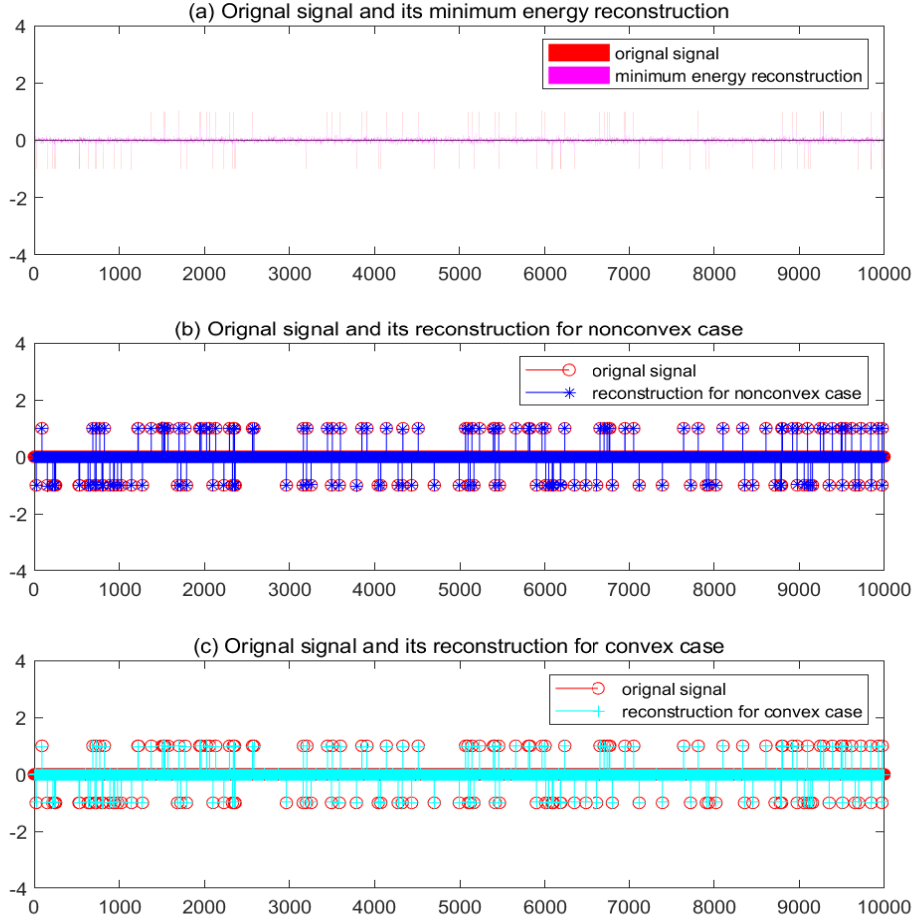 (a) Orignal signal and its minimum energy reconstruction
4
2
0
-2
-4
orignal signal
minimum energy reconstruction
0 1000 2000 3000 4000 5000 6000 7000 8000 9000 10000
(b) Orignal signal and its reconstruction for nonconvex case
4
2
0
-2
-4
orignal signal
reconstruction for nonconvex case
0 1000 2000 3000 4000 5000 6000 7000 8000 9000 10000
(c) Orignal signal and its reconstruction for convex case
4
2
0
-2
-4
orignal signal
reconstruction for convex case
0 1000 2000 3000 4000 5000 6000 7000 8000 9000 10000